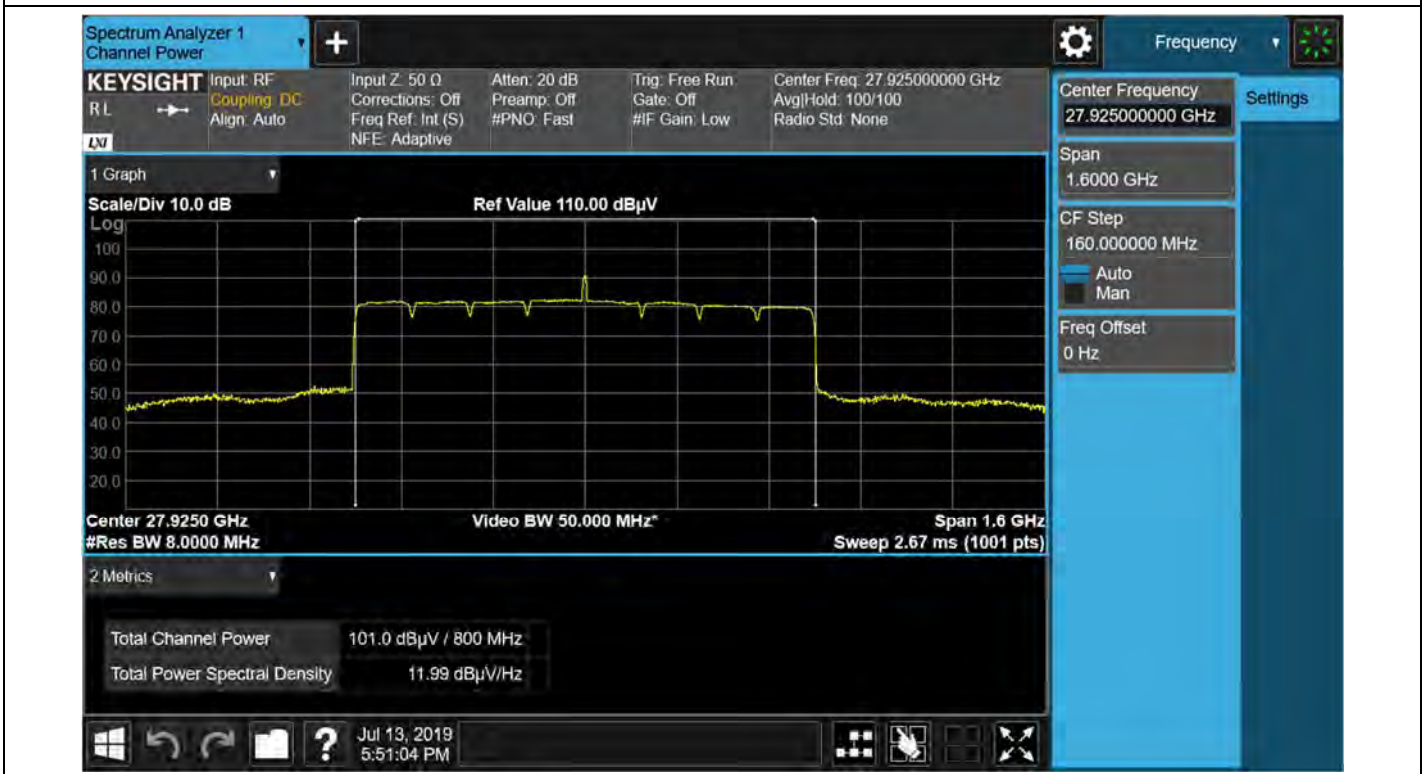 Spectrum Analyzer 1
Channel Power
+
Frequency
KEYSIGHT
RL
LXI
Input: RF
Coupling: DC
Align: Auto
Input Z: 50 Ω
Corrections: Off
Freq Ref: Int (S)
NFE: Adaptive
Atten: 20 dB
Preamp: Off
#PNO: Fast
Trig: Free Run
Gate: Off
#IF Gain: Low
Center Freq: 27.925000000 GHz
Avg|Hold: 100/100
Radio Std: None
Center Frequency
27.925000000 GHz
Settings
Span
1.6000 GHz
CF Step
160.000000 MHz
Auto
Man
Freq Offset
0 Hz
1 Graph
Scale/Div 10.0 dB
Ref Value 110.00 dBµV
Log
100
90.0
80.0
70.0
60.0
50.0
40.0
30.0
20.0
Center 27.9250 GHz
Video BW 50.000 MHz*
Span 1.6 GHz
#Res BW 8.0000 MHz
Sweep 2.67 ms (1001 pts)
2 Metrics
Total Channel Power 101.0 dBµV / 800 MHz
Total Power Spectral Density 11.99 dBµV/Hz
?
Jul 13, 2019
5:51:04 PM